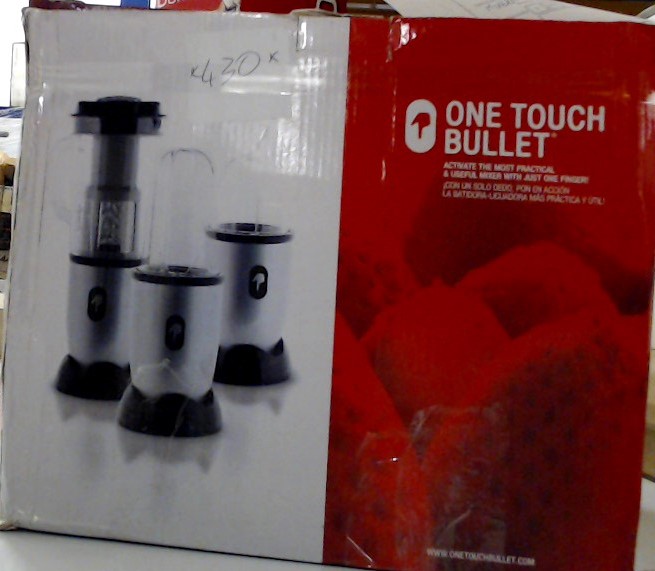 *430*
ONE TOUCH
BULLET
ACTIVATE THE MOST PRACTICAL
& USEFUL MIXER WITH JUST ONE FINGER!
¡CON UN SOLO DEDO, PON EN ACCIÓN
LA BATIDORA-LICUADORA MÁS PRÁCTICA Y ÚTIL!
WWW.ONETOUCHBULLET.COM